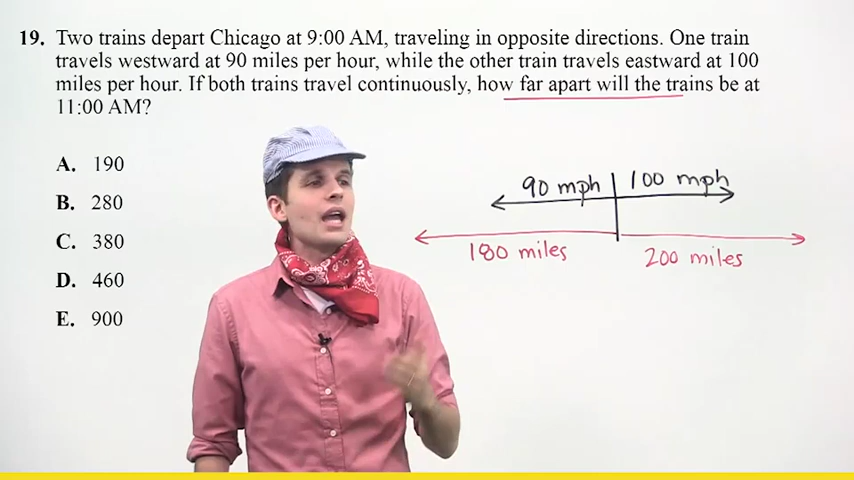 19. Two trains depart Chicago at 9:00 AM, traveling in opposite directions. One train
travels westward at 90 miles per hour, while the other train travels eastward at 100
miles per hour. If both trains travel continuously, how far apart will the trains be at
11:00 AM?
A. 190
B. 280
C. 380
D. 460
E. 900
90 mph 100 mph
180 miles 200 miles